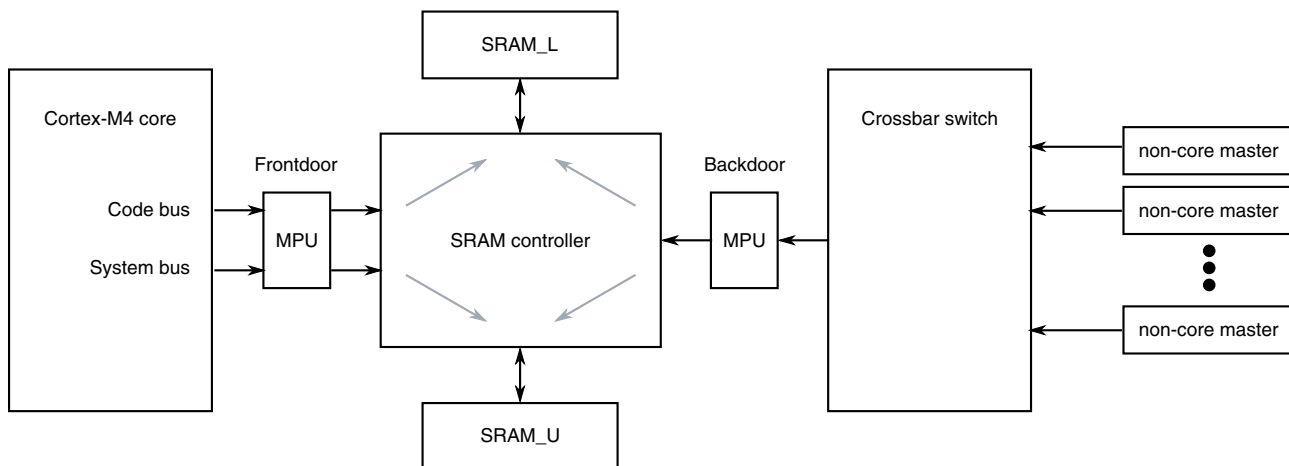 SRAM_L
Cortex-M4 core
Crossbar switch
non-core master
Frontdoor
Backdoor
non-core master
Code bus
MPU
SRAM controller
MPU
System bus
non-core master
SRAM_U